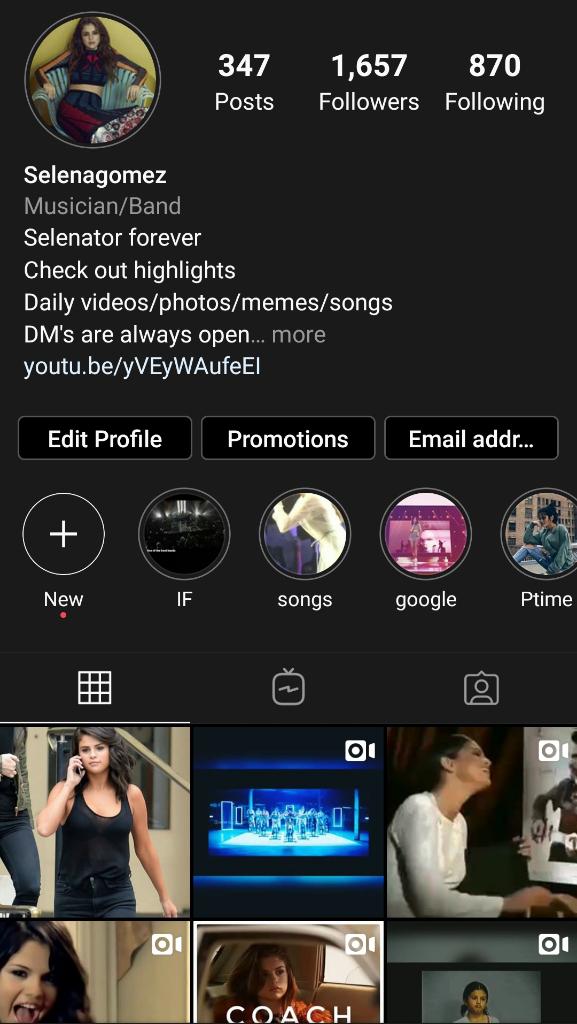 347 1,657 870
Posts Followers Following
Selenagomez
Musician/Band
Selenator forever
Check out highlights
Daily videos/photos/memes/songs
DM's are always open... more
youtu.be/yVEyWAufeEI
Edit Profile Promotions Email addr...
New IF songs google Ptime
COACH